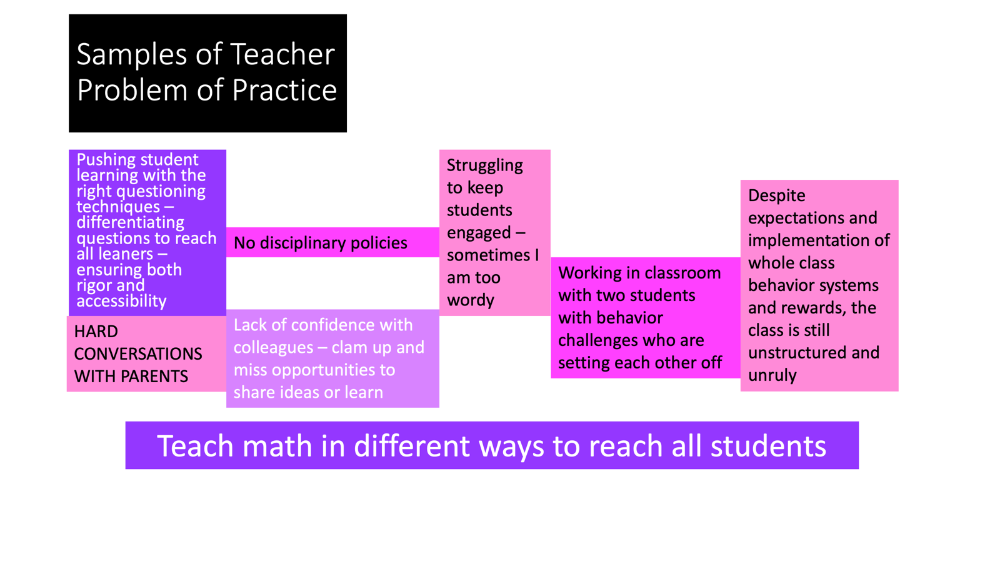 Samples of Teacher
Problem of Practice
Pushing student
learning with the
right questioning
techniques –
differentiating
questions to reach
all leaners –
ensuring both
rigor and
accessibility
HARD
CONVERSATIONS
WITH PARENTS
No disciplinary policies
Lack of confidence with
colleagues – clam up and
miss opportunities to
share ideas or learn
Struggling
to keep
students
engaged –
sometimes I
am too
wordy
Working in classroom
with two students
with behavior
challenges who are
setting each other off
Despite
expectations and
implementation of
whole class
behavior systems
and rewards, the
class is still
unstructured and
unruly
Teach math in different ways to reach all students